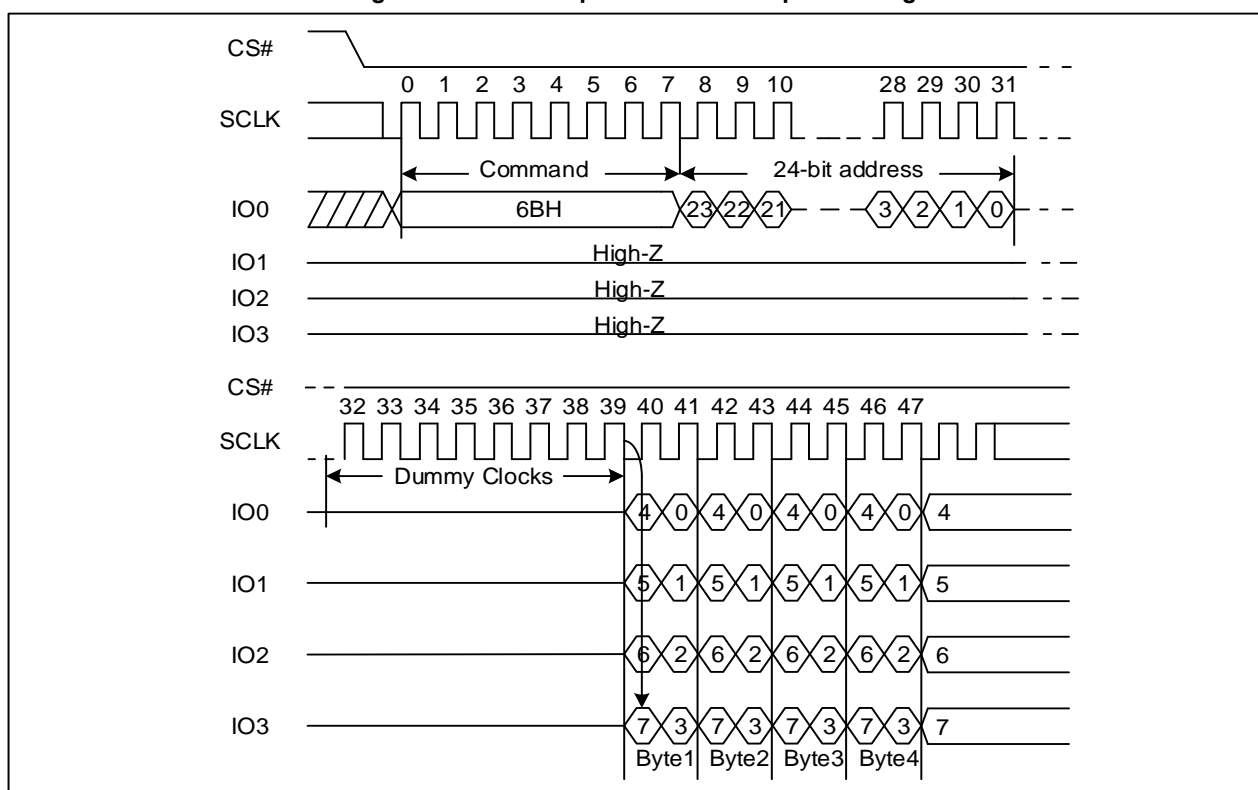 CS#
0 1 2 3 4 5 6 7 8 9 10 28 29 30 31
SCLK
Command 24-bit address
IO0 6BH 23 22 21 3 2 1 0
IO1 High-Z
IO2 High-Z
IO3 High-Z
CS#
32 33 34 35 36 37 38 39 40 41 42 43 44 45 46 47
SCLK
Dummy Clocks
IO0 4 0 4 0 4 0 4 0 4
IO1 5 1 5 1 5 1 5 1 5
IO2 6 2 6 2 6 2 6 2 6
IO3 7 3 7 3 7 3 7 3 7
Byte1 Byte2 Byte3 Byte4